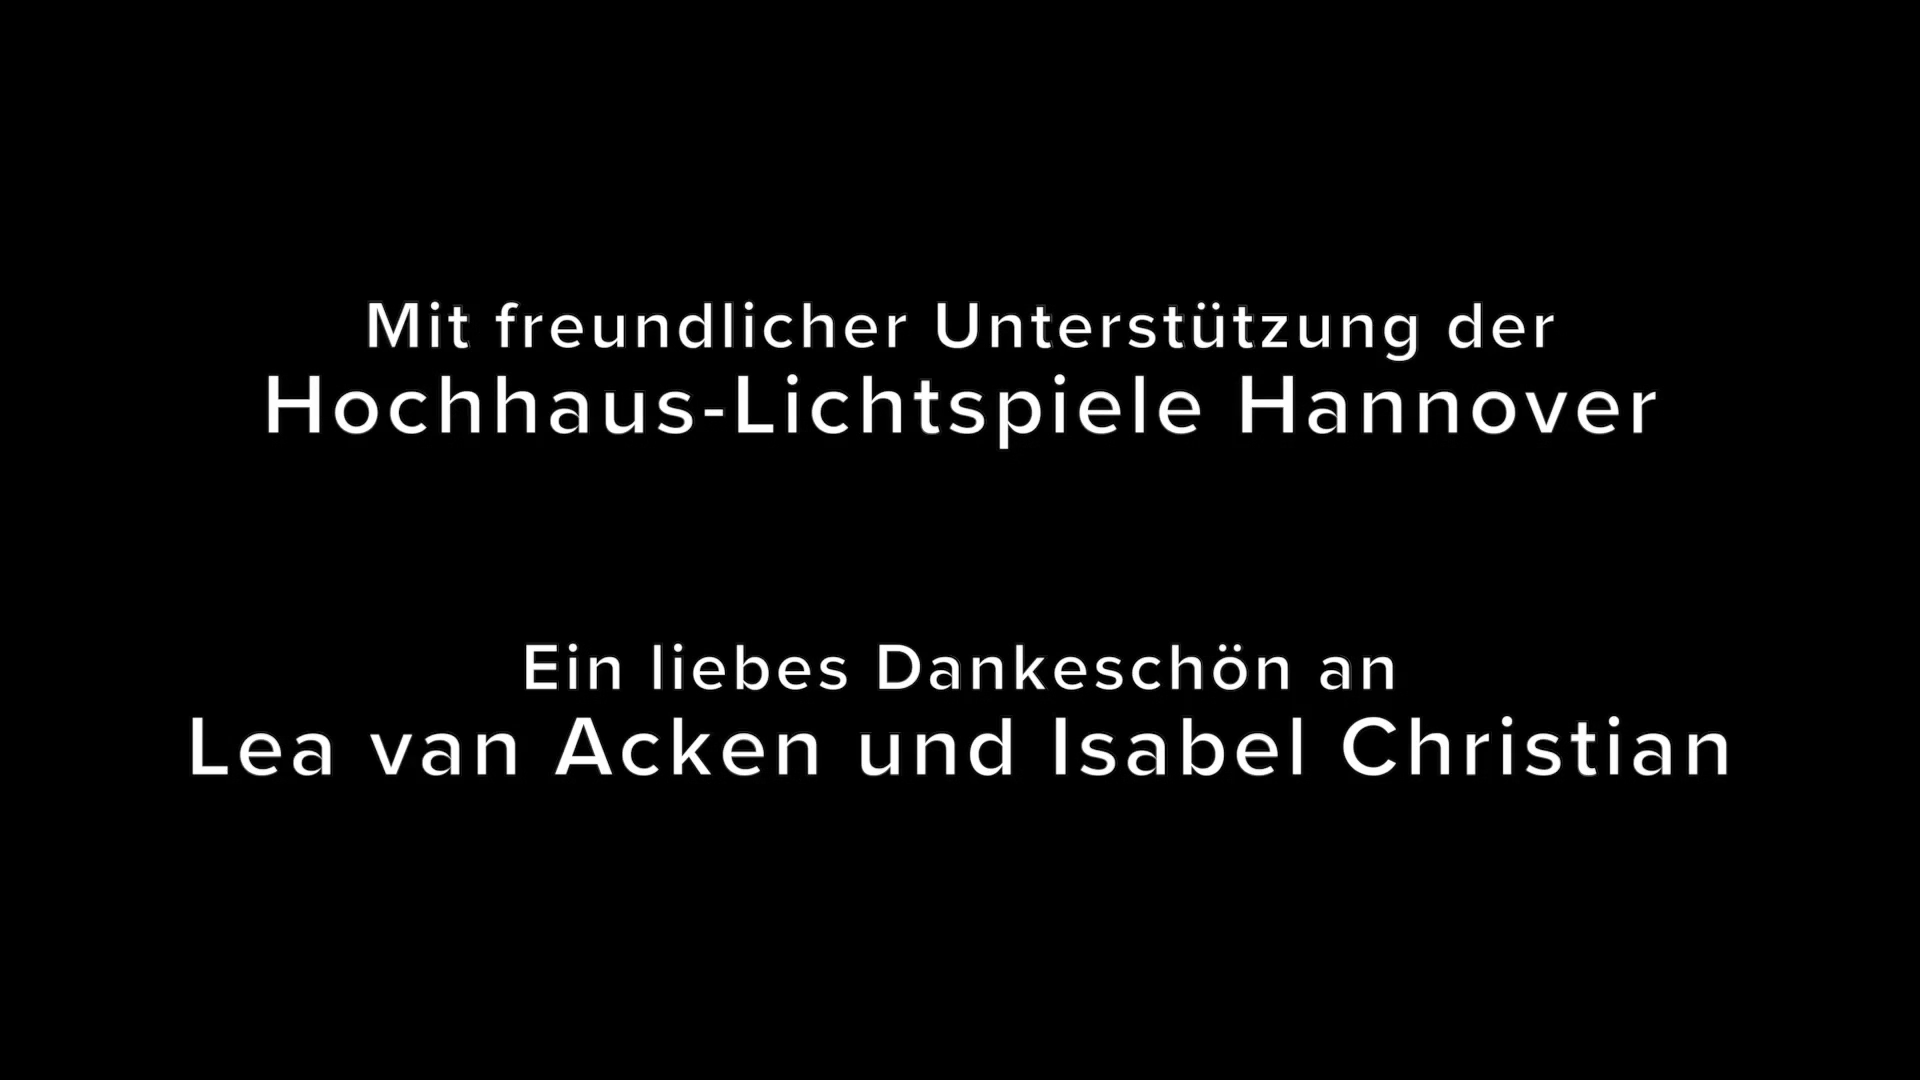 Mit freundlicher Unterstützung der
Hochhaus-Lichtspiele Hannover
Ein liebes Dankeschön an
Lea van Acken und Isabel Christian